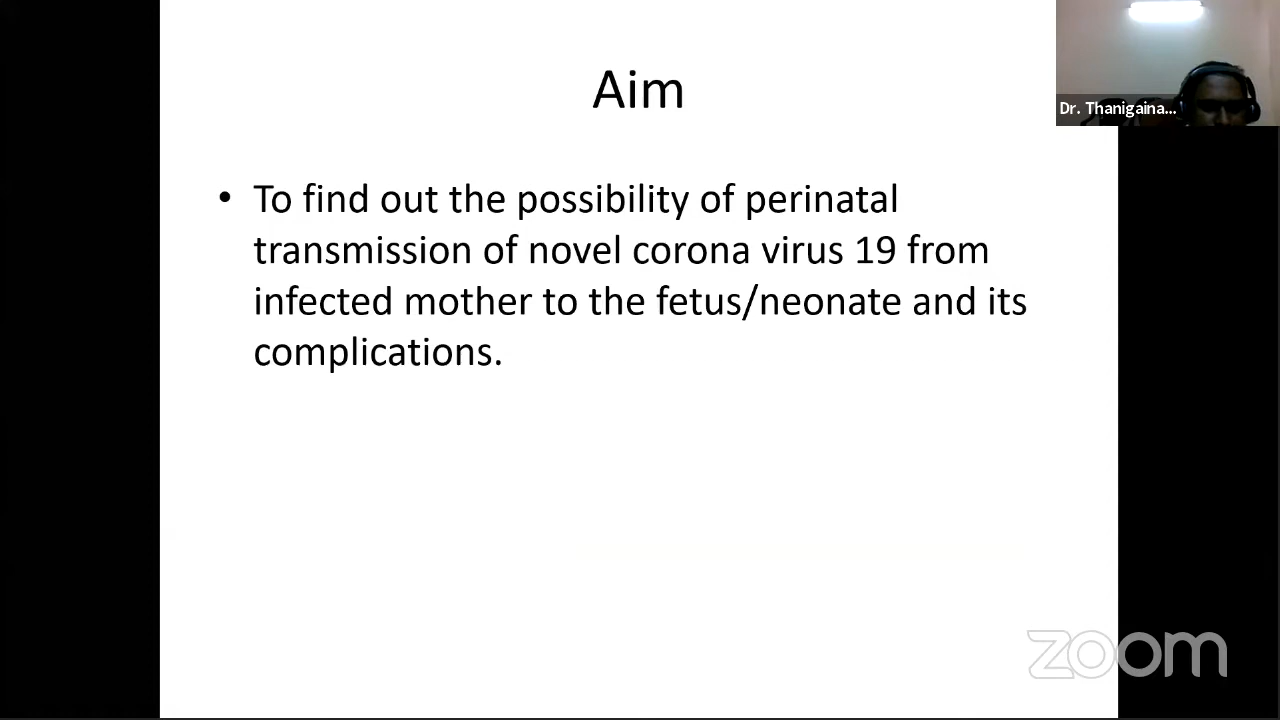 Aim
Dr. Thanigaina...
• To find out the possibility of perinatal
transmission of novel corona virus 19 from
infected mother to the fetus/neonate and its
complications.
zoom